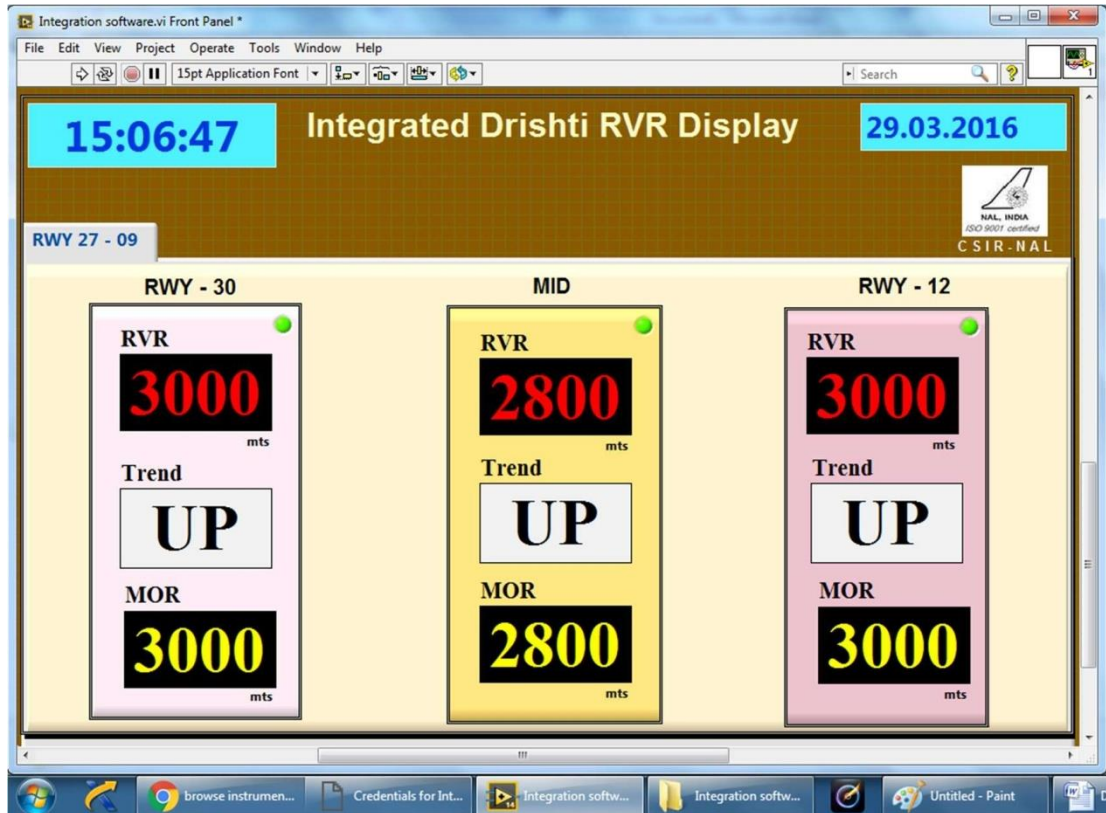 Integration software.vi Front Panel *
File Edit View Project Operate Tools Window Help
15pt Application Font
Search
1
15:06:47
Integrated Drishti RVR Display
29.03.2016
NAL, INDIA
ISO 9001 certified
CSIR-NAL
RWY 27 - 09
RWY - 30
RVR
3000
mts
Trend
UP
MOR
3000
mts
MID
RVR
2800
mts
Trend
UP
MOR
2800
mts
RWY - 12
RVR
3000
mts
Trend
UP
MOR
3000
mts
browse instrumen...
Credentials for Int...
14
Integration softw...
Integration softw...
Untitled - Paint